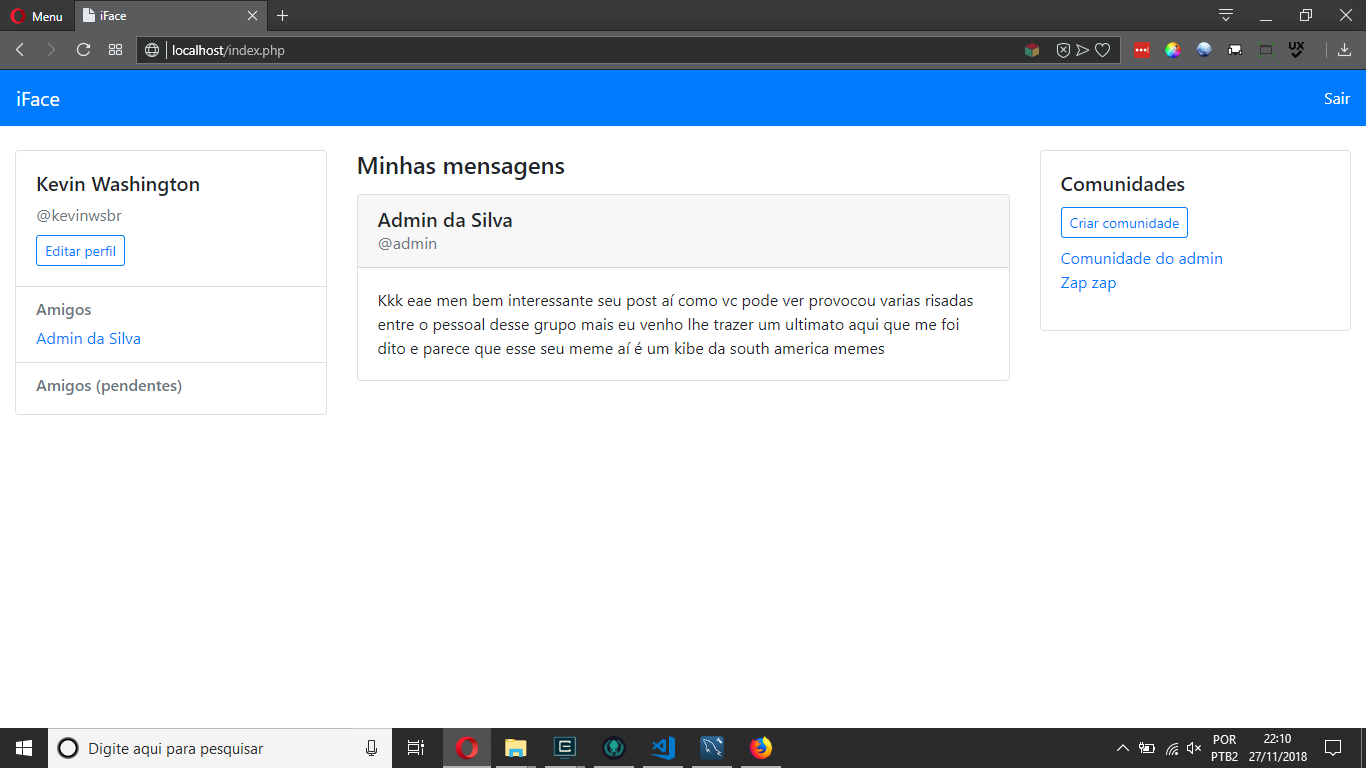 Menu
iFace
localhost/index.php
UX
iFace
Sair
Kevin Washington
@kevinwsbr
Editar perfil
Amigos
Admin da Silva
Amigos (pendentes)
Minhas mensagens
Admin da Silva
@admin
Kkk eae men bem interessante seu post aí como vc pode ver provocou varias risadas
entre o pessoal desse grupo mais eu venho lhe trazer um ultimato aqui que me foi
dito e parece que esse seu meme aí é um kibe da south america memes
Comunidades
Criar comunidade
Comunidade do admin
Zap zap
Digite aqui para pesquisar
POR
PTB2
22:10
27/11/2018